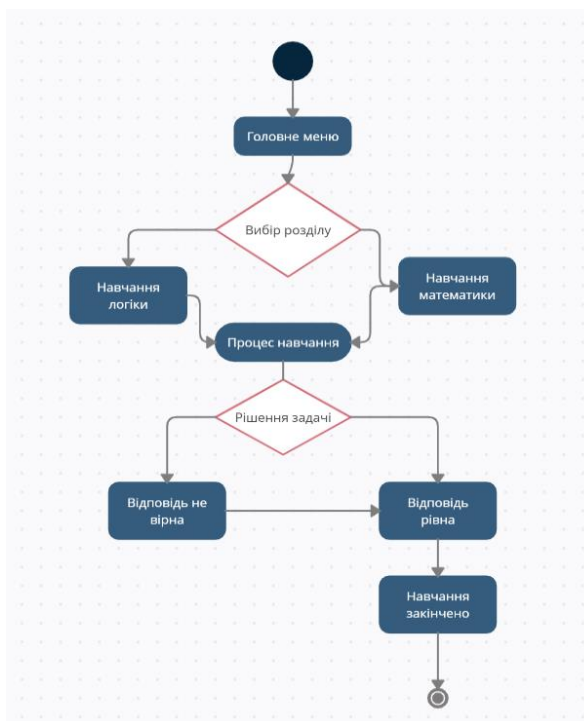 Головне меню
Вибір розділу
Навчання
логіки
Навчання
математики
Процес навчання
Рішення задачі
Відповідь не
вірна
Відповідь
рівна
Навчання
закінчено